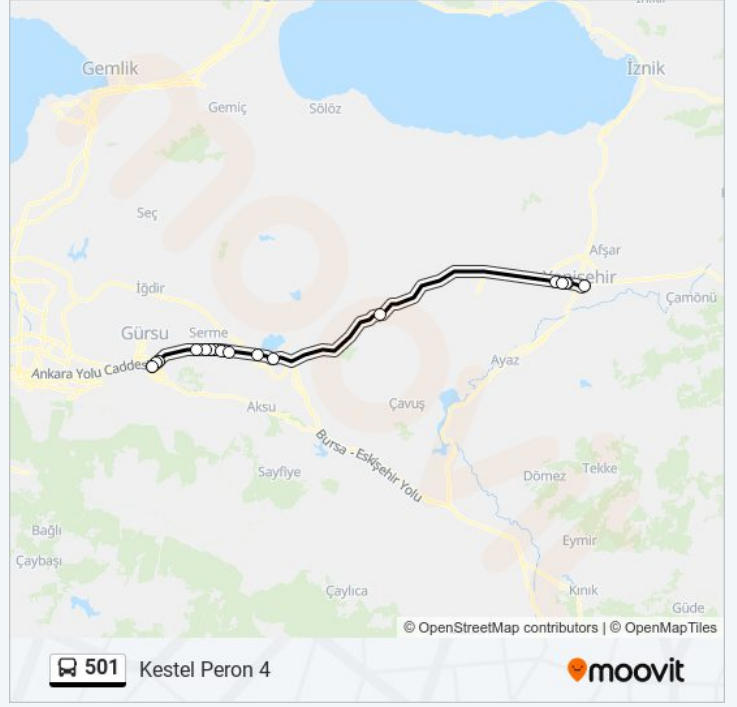 Gemlik
İznik
Gemiç
Sölöz
Seç
Afşar
Yenişehir
İğdir
Çamönü
Gürsu
Serme
Ankara Yolu Caddes
Ayaz
Aksu
Çavuş
Bursa - Eskişehir Yolu
Sayfiye
Dömez
Tekke
Bağlı
Eymir
Çaybaşı
Çaylıca
Kınık
Güde
© OpenStreetMap contributors | © OpenMapTiles
501 Kestel Peron 4
moovit